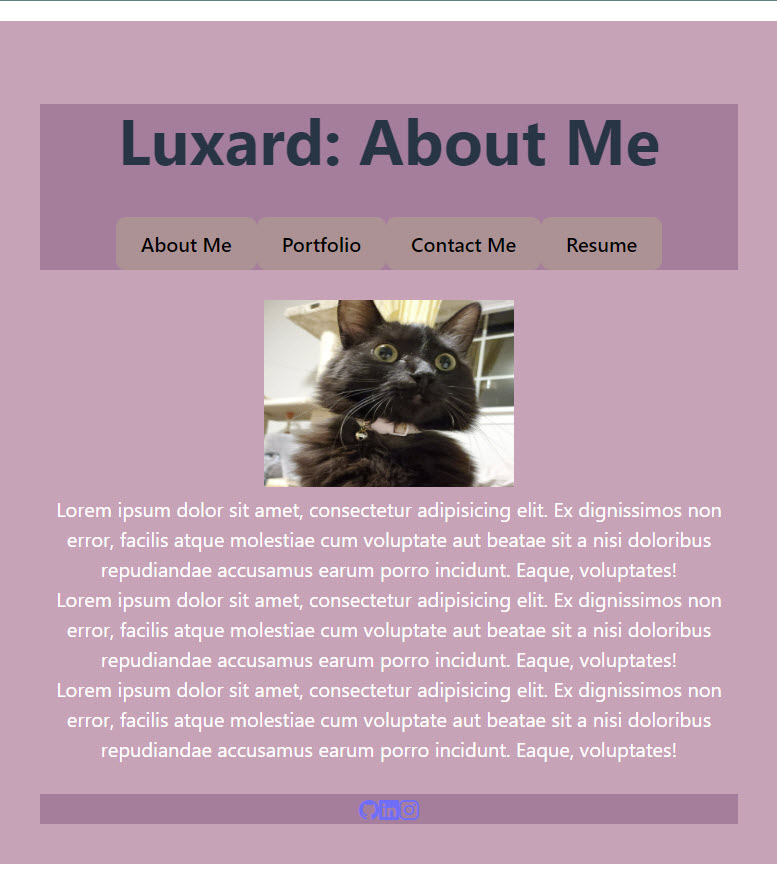 Luxard: About Me
About Me Portfolio Contact Me Resume
Lorem ipsum dolor sit amet, consectetur adipisicing elit. Ex dignissimos non
error, facilis atque molestiae cum voluptate aut beatae sit a nisi doloribus
repudiandae accusamus earum porro incidunt. Eaque, voluptates!
Lorem ipsum dolor sit amet, consectetur adipisicing elit. Ex dignissimos non
error, facilis atque molestiae cum voluptate aut beatae sit a nisi doloribus
repudiandae accusamus earum porro incidunt. Eaque, voluptates!
Lorem ipsum dolor sit amet, consectetur adipisicing elit. Ex dignissimos non
error, facilis atque molestiae cum voluptate aut beatae sit a nisi doloribus
repudiandae accusamus earum porro incidunt. Eaque, voluptates!
in